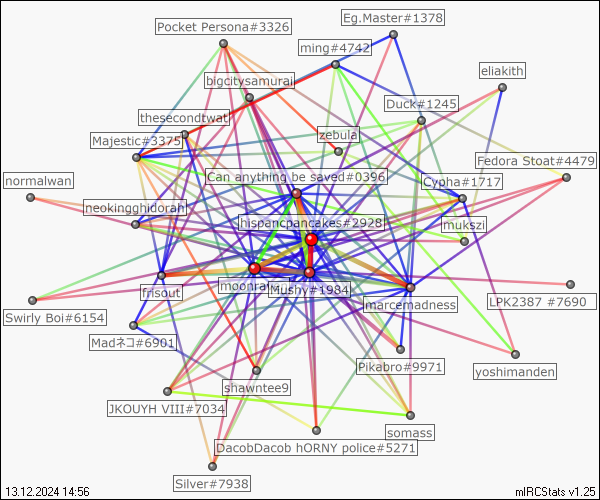 Eg.Master#1378
Pocket Persona#3326
ming#4742
eliakith
bigcitysamurai
Duck#1245
thesecondtwat
zebula
Majestic#3375
Fedora Stoat#4479
Can anything be saved#0396
normalwan
Cypha#1717
neokingghidorah
hispancpancakes#2928
mukszi
frisout
moonra
Mushy#1984
marcemadness
LPK2387 #7690
Swirly Boi#6154
Madネコ#6901
Pikabro#9971
yoshimanden
shawntee9
JKOUYH VIII#7034
somass
DacobDacob hORNY police#5271
Silver#7938
13.12.2024 14:56
mIRCStats v1.25